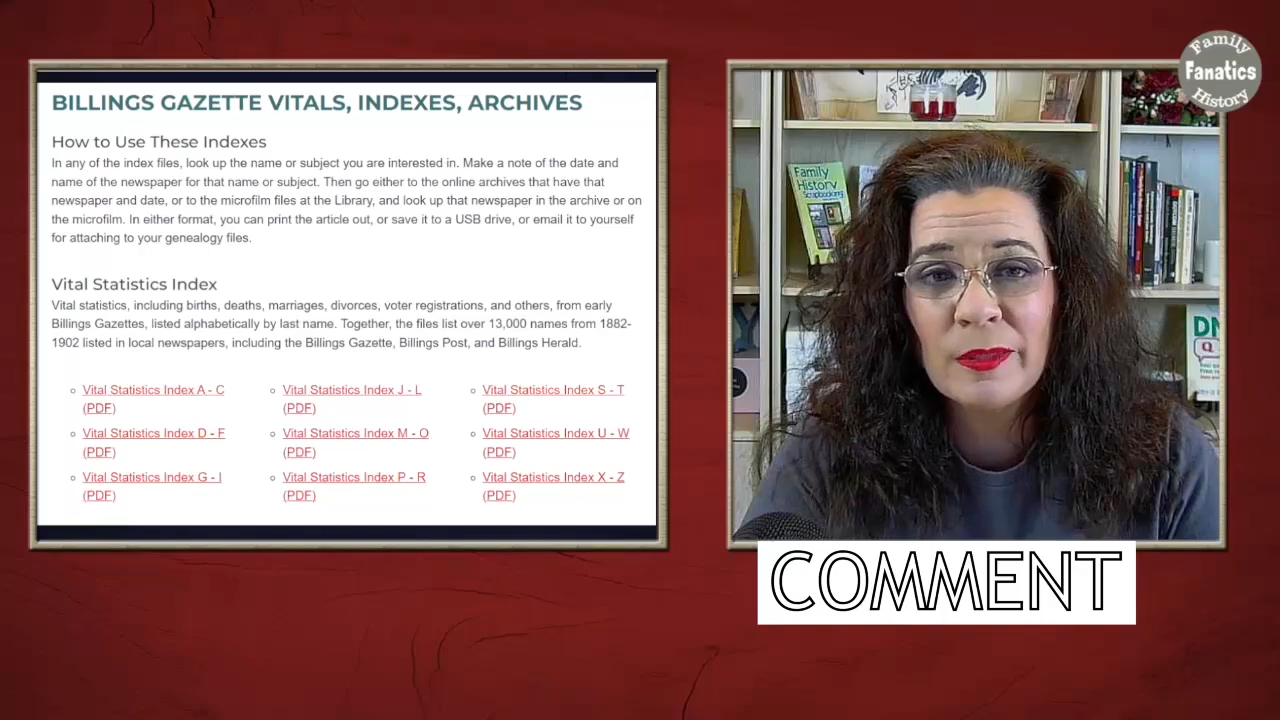 BILLINGS GAZETTE VITALS, INDEXES, ARCHIVES
How to Use These Indexes
In any of the index files, look up the name or subject you are interested in. Make a note of the date and
name of the newspaper for that name or subject. Then go either to the online archives that have that
newspaper and date, or to the microfilm files at the Library, and look up that newspaper in the archive or on
the microfilm. In either format, you can print the article out, or save it to a USB drive, or email it to yourself
for attaching to your genealogy files.
Vital Statistics Index
Vital statistics, including births, deaths, marriages, divorces, voter registrations, and others, from early
Billings Gazettes, listed alphabetically by last name. Together, the files list over 13,000 names from 1882-
1902 listed in local newspapers, including the Billings Gazette, Billings Post, and Billings Herald.
Vital Statistics Index A - C
(PDF)
Vital Statistics Index D - F
(PDF)
Vital Statistics Index G - I
(PDF)
Vital Statistics Index J - L
(PDF)
Vital Statistics Index M - O
(PDF)
Vital Statistics Index P - R
(PDF)
Vital Statistics Index S - T
(PDF)
Vital Statistics Index U - W
(PDF)
Vital Statistics Index X - Z
(PDF)
Family
Fanatics
History
Family
History
Scrapbooking
DN
Q
COMMENT